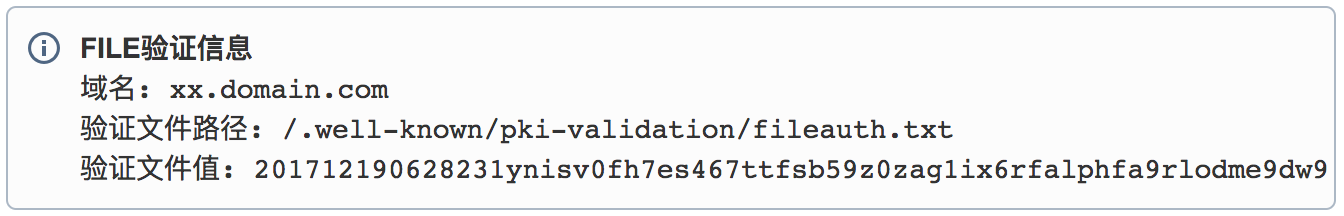 FILE验证信息
域名：xx.domain.com
验证文件路径：/.well-known/pki-validation/fileauth.txt
验证文件值：201712190628231ynisv0fh7es467ttfsb59z0zag1ix6rfalphfa9rlodme9dw9